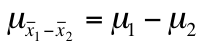 μ_{x̅₁−x̅₂} = μ₁ − μ₂